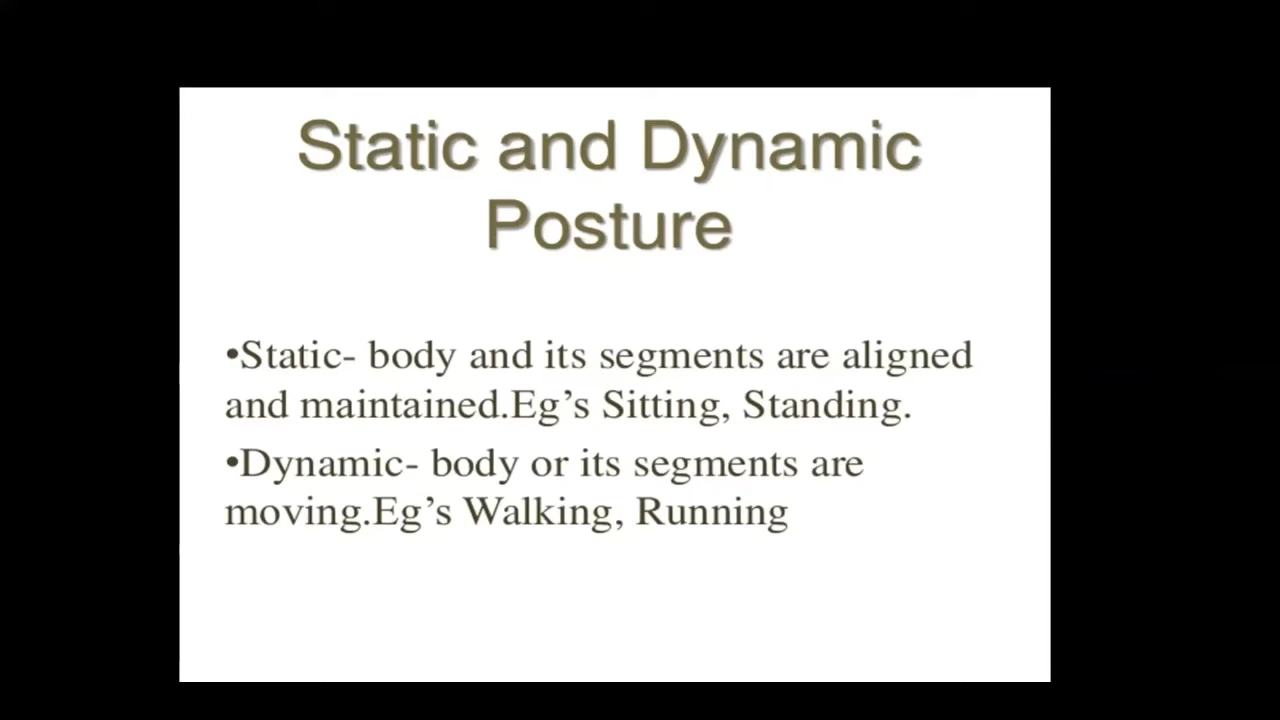 Static and Dynamic
Posture
•Static- body and its segments are aligned
and maintained.Eg’s Sitting, Standing.
•Dynamic- body or its segments are
moving.Eg’s Walking, Running